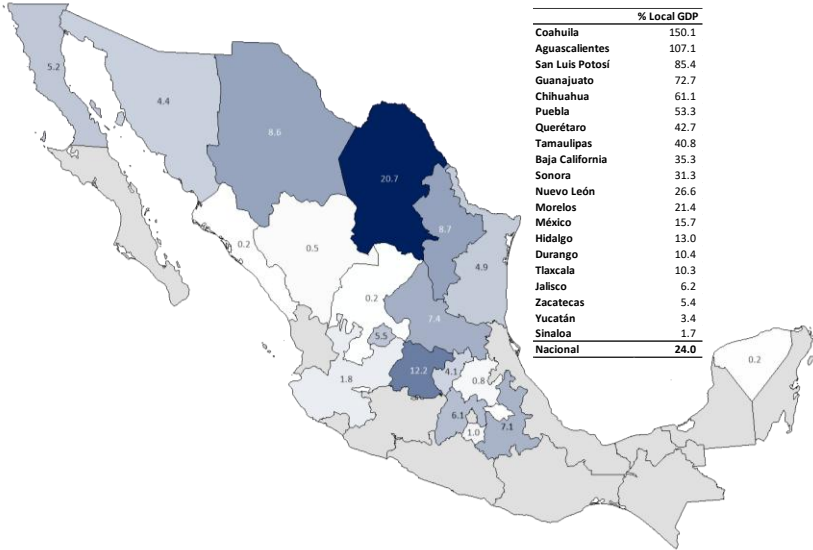 % Local GDP
Coahuila 150.1
Aguascalientes 107.1
San Luis Potosí 85.4
Guanajuato 72.7
Chihuahua 61.1
Puebla 53.3
Querétaro 42.7
Tamaulipas 40.8
Baja California 35.3
Sonora 31.3
Nuevo León 26.6
Morelos 21.4
México 15.7
Hidalgo 13.0
Durango 10.4
Tlaxcala 10.3
Jalisco 6.2
Zacatecas 5.4
Yucatán 3.4
Sinaloa 1.7
Nacional 24.0
5.2
4.4
8.6
20.7
8.7
0.2
0.5
4.9
0.2
7.4
5.5
0.2
12.2
4.1
1.8
0.8
6.1
7.1
1.0